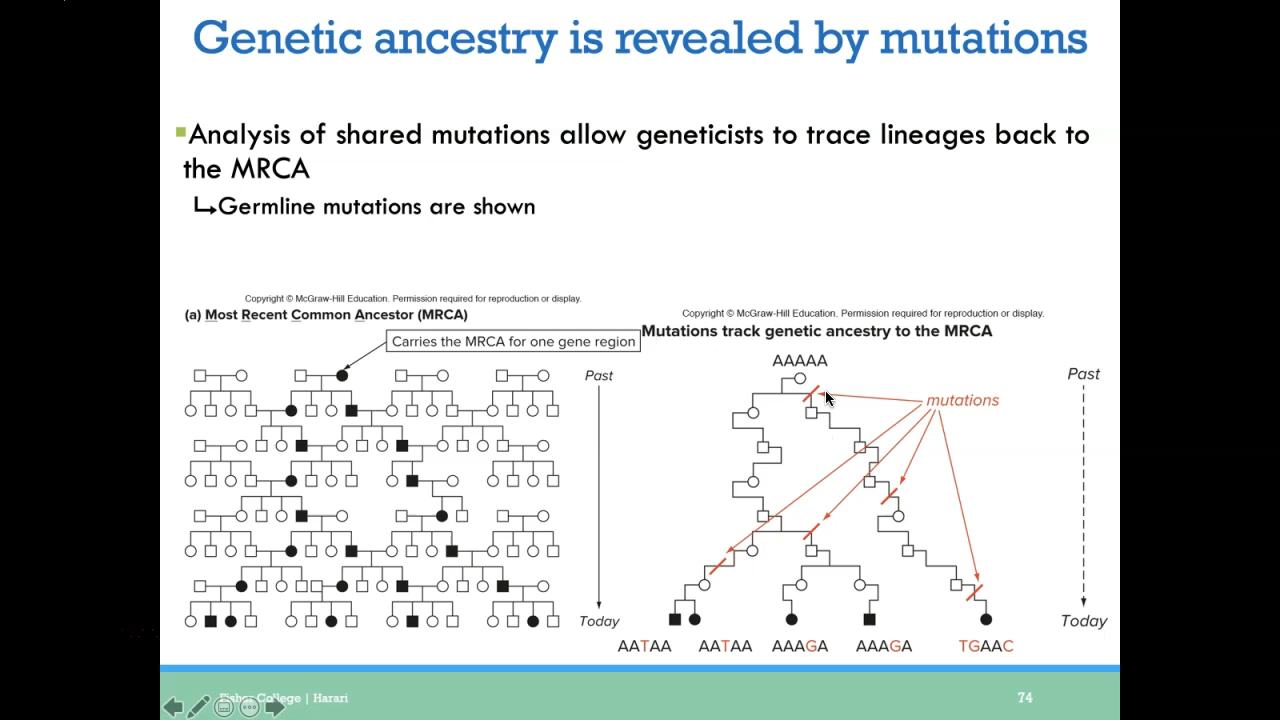 Genetic ancestry is revealed by mutations
Analysis of shared mutations allow geneticists to trace lineages back to
the MRCA
Germline mutations are shown
Copyright © McGraw-Hill Education. Permission required for reproduction or display.
(a) Most Recent Common Ancestor (MRCA)
Carries the MRCA for one gene region
Past
Today
Copyright © McGraw-Hill Education. Permission required for reproduction or display.
Mutations track genetic ancestry to the MRCA
AAAAA
mutations
Past
Today
AATAA AATAA AAAGA AAAGA TGAAC
Fisher College | Harari
74